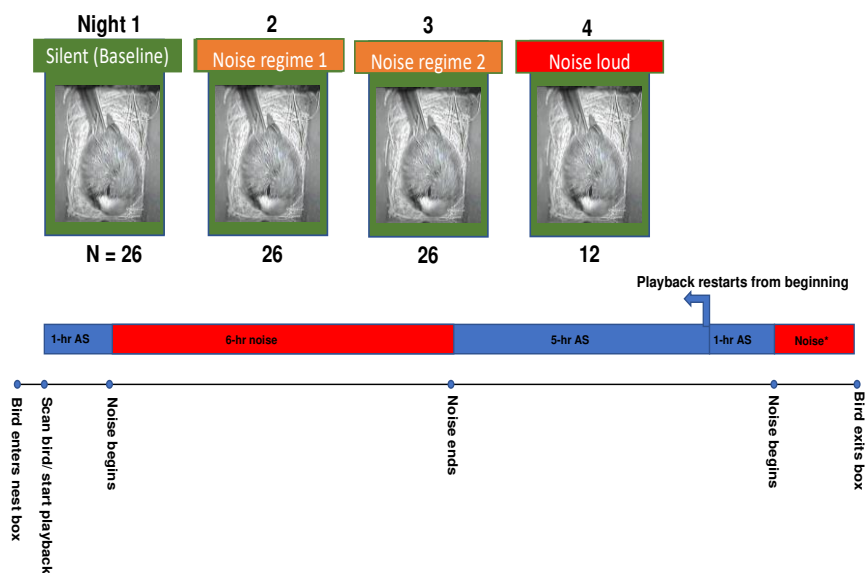 Night 1 2 3 4
Silent (Baseline) Noise regime 1 Noise regime 2 Noise loud
N = 26 26 26 12
Playback restarts from beginning
1-hr AS 6-hr noise 5-hr AS 1-hr AS Noise*
Bird enters nest box
Scan bird/ start playback
Noise begins
Noise ends
Noise begins
Bird exits box